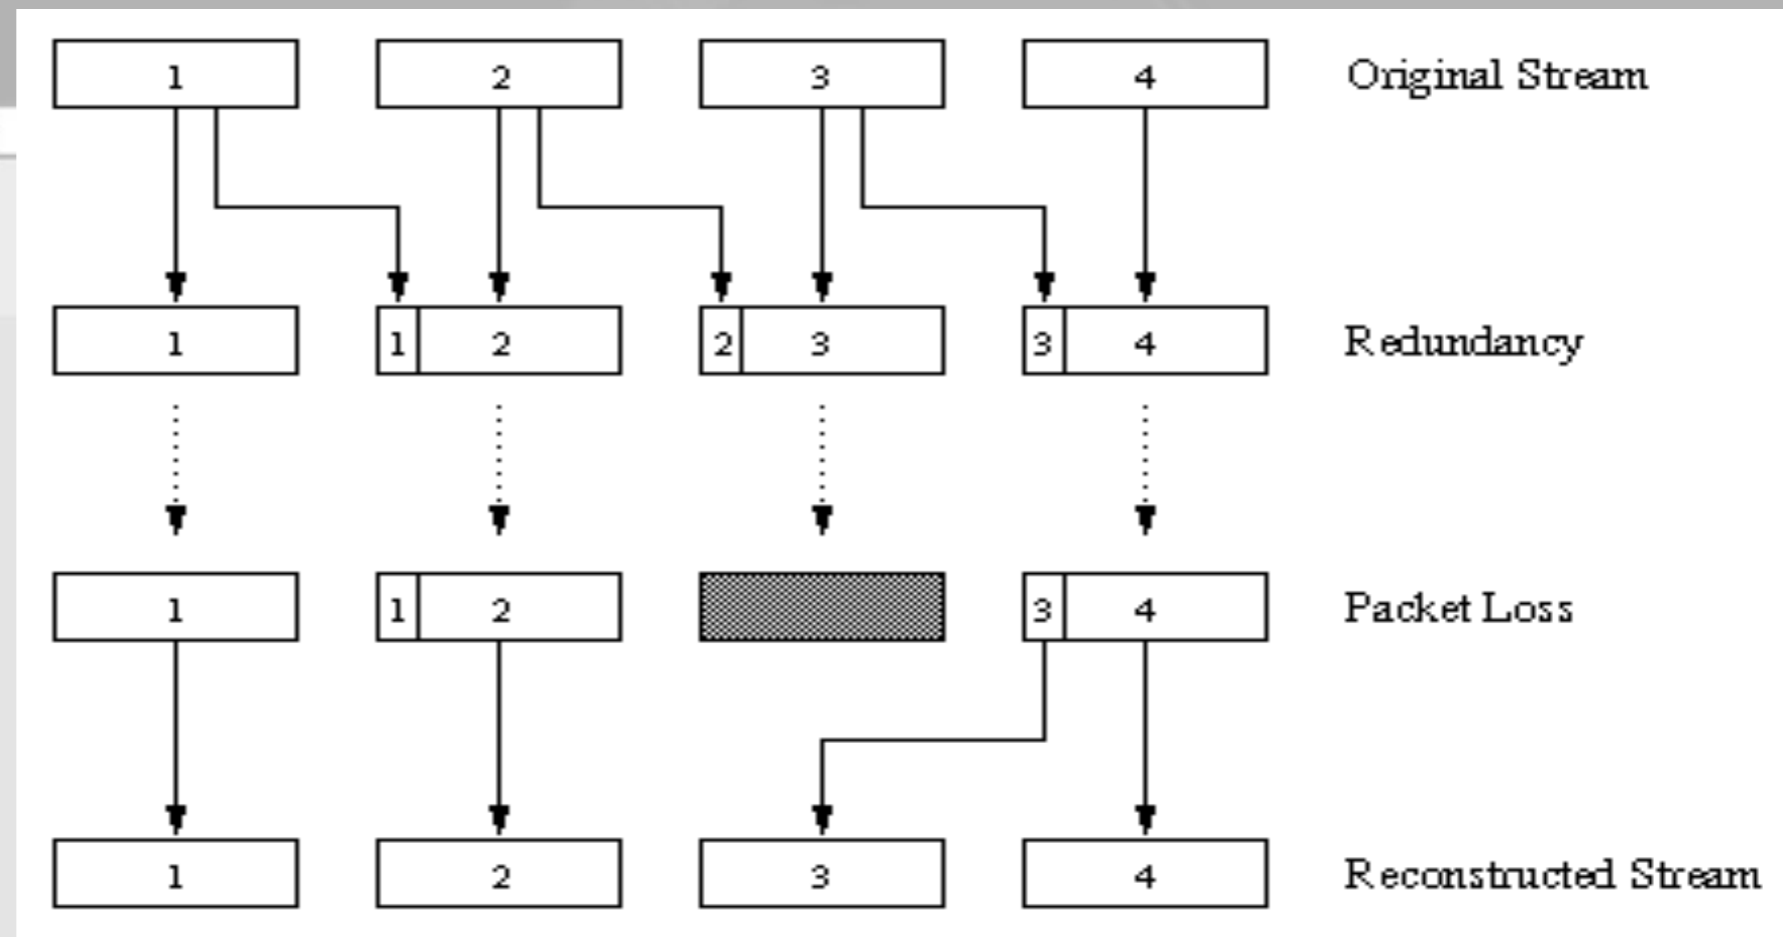 1 2 3 4 Original Stream
1 1 2 2 3 3 4 Redundancy
1 1 2 3 4 Packet Loss
1 2 3 4 Reconstructed Stream